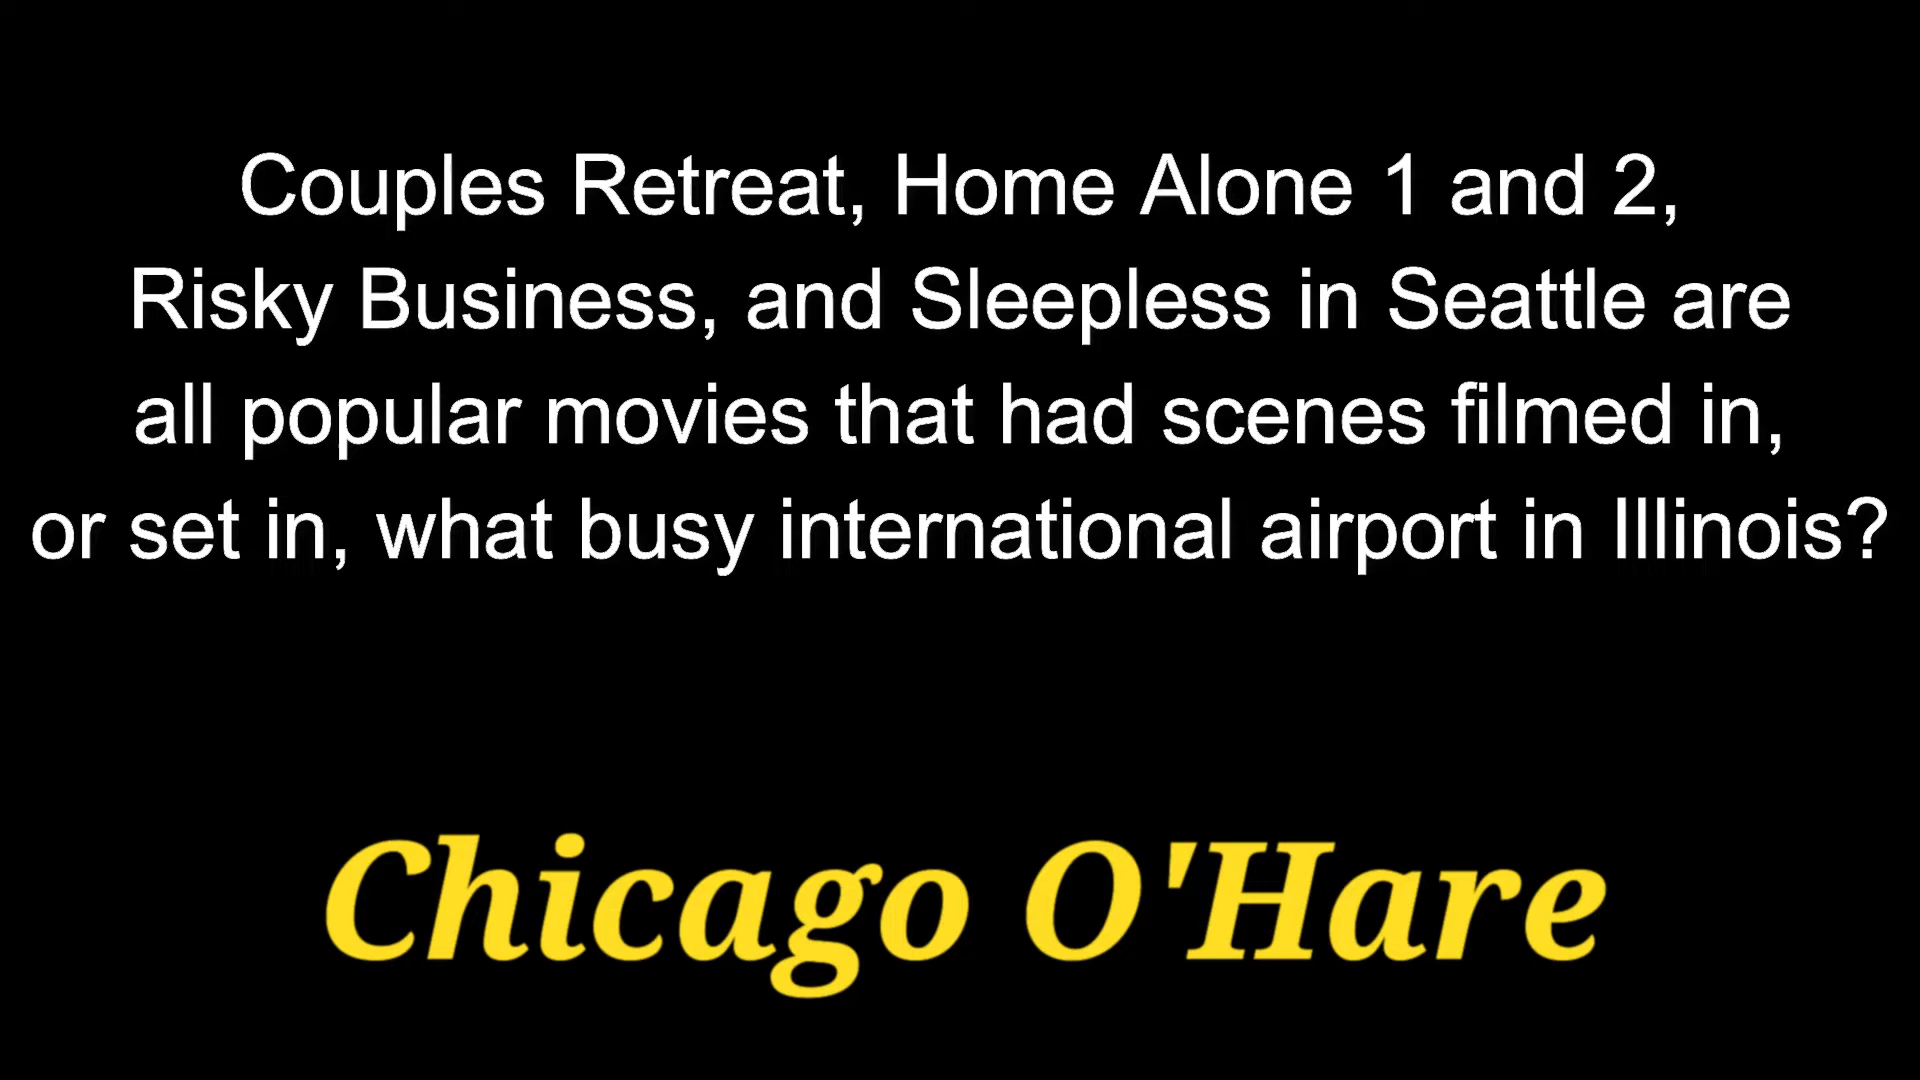 Couples Retreat, Home Alone 1 and 2,
Risky Business, and Sleepless in Seattle are
all popular movies that had scenes filmed in,
or set in, what busy international airport in Illinois?
Chicago O'Hare